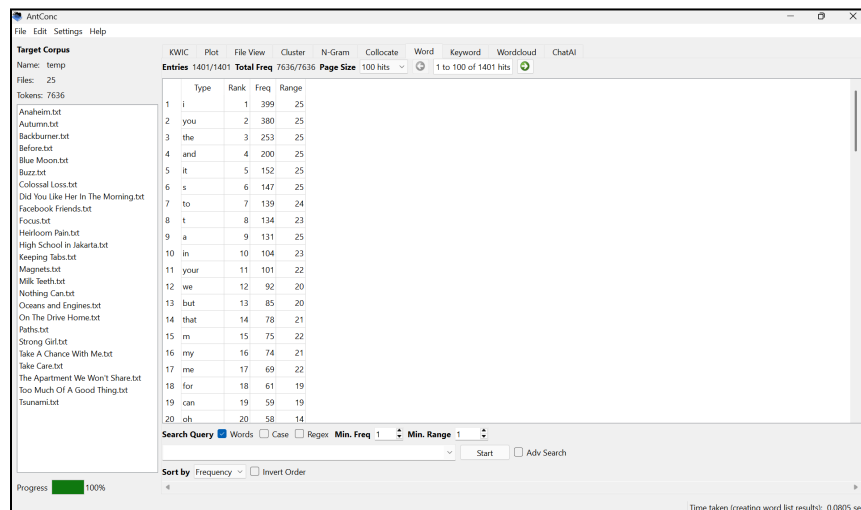 AntConc
File Edit Settings Help
Target Corpus
Name: temp
Files: 25
Tokens: 7636
Anaheim.txt
Autumn.txt
Backburner.txt
Before.txt
Blue Moon.txt
Buzz.txt
Colossal Loss.txt
Did You Like Her In The Morning.txt
Facebook Friends.txt
Focus.txt
Heirloom Pain.txt
High School in Jakarta.txt
Keeping Tabs.txt
Magnets.txt
Milk Teeth.txt
Nothing Can.txt
Oceans and Engines.txt
On The Drive Home.txt
Paths.txt
Strong Girl.txt
Take A Chance With Me.txt
Take Care.txt
The Apartment We Won't Share.txt
Too Much Of A Good Thing.txt
Tsunami.txt
Progress 100%
KWIC Plot File View Cluster N-Gram Collocate Word Keyword Wordcloud ChatAI
Entries 1401/1401 Total Freq 7636/7636 Page Size 100 hits 1 to 100 of 1401 hits
Type Rank Freq Range
1 i 1 399 25
2 you 2 380 25
3 the 3 253 25
4 and 4 200 25
5 it 5 152 25
6 s 6 147 25
7 to 7 139 24
8 t 8 134 23
9 a 9 131 25
10 in 10 104 23
11 your 11 101 22
12 we 12 92 20
13 but 13 85 20
14 that 14 78 21
15 m 15 75 22
16 my 16 74 21
17 me 17 69 22
18 for 18 61 19
19 can 19 59 19
20 oh 20 58 14
Search Query Words Case Regex Min. Freq 1 Min. Range 1
Start Adv Search
Sort by Frequency Invert Order
Time taken (creating word list results): 0.0805 se